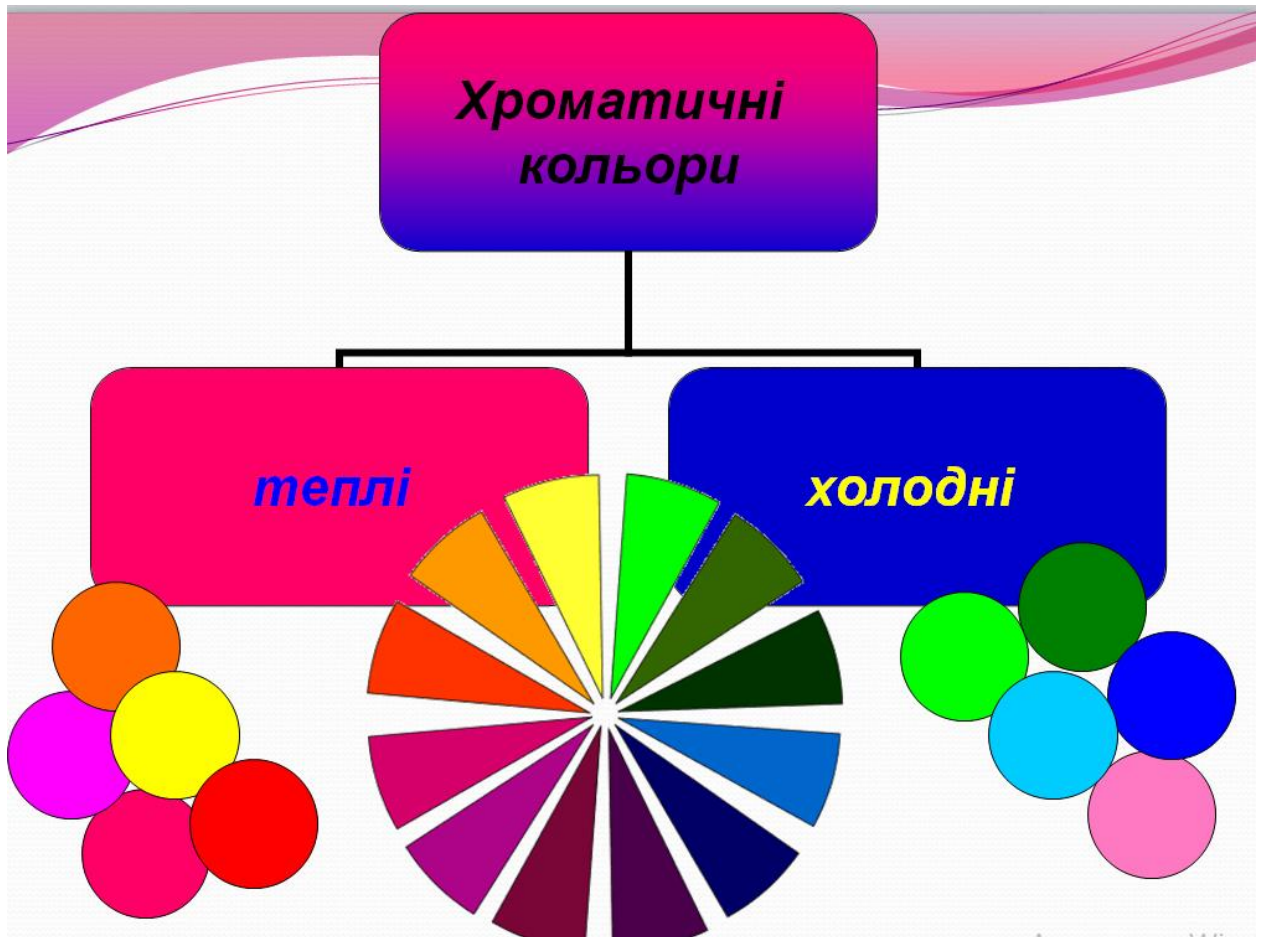 Хроматичні
кольори
теплі
холодні